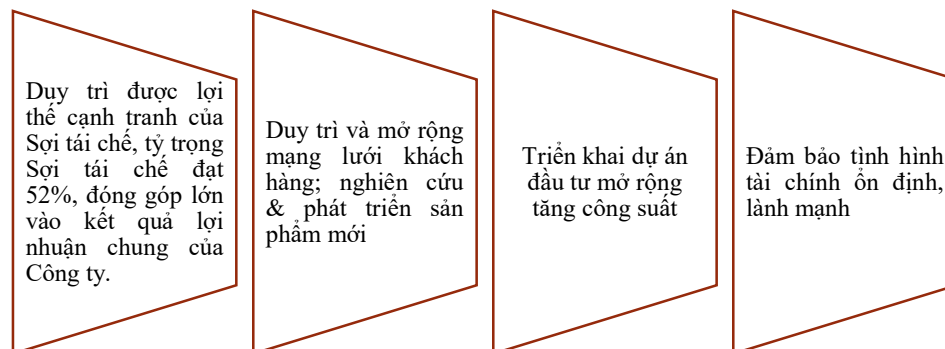 Duy trì được lợi
thế cạnh tranh của
Sợi tái chế, tỷ trọng
Sợi tái chế đạt
52%, đóng góp lớn
vào kết quả lợi
nhuận chung của
Công ty.
Duy trì và mở rộng
mạng lưới khách
hàng; nghiên cứu
& phát triển sản
phẩm mới
Triển khai dự án
đầu tư mở rộng
tăng công suất
Đảm bảo tình hình
tài chính ổn định,
lành mạnh